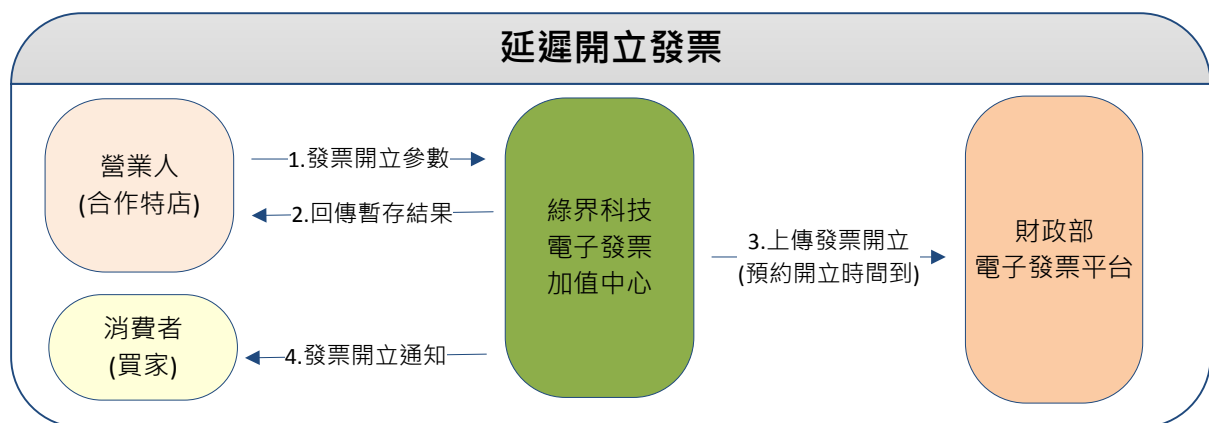 延遲開立發票
營業人
(合作特店)
1.發票開立參數
2.回傳暫存結果
綠界科技
電子發票
加值中心
3.上傳發票開立
(預約開立時間到)
財政部
電子發票平台
消費者
(買家)
4.發票開立通知